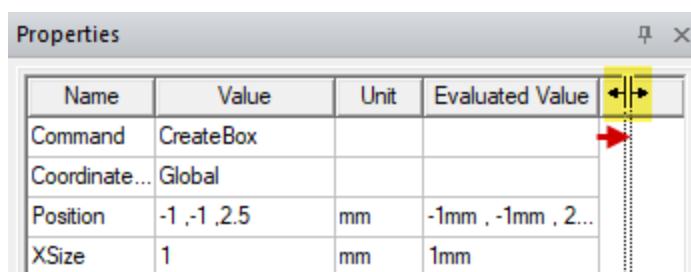 Properties
Name Value Unit Evaluated Value
Command CreateBox
Coordinate... Global
Position -1 ,-1 ,2.5 mm -1mm , -1mm , 2...
XSize 1 mm 1mm